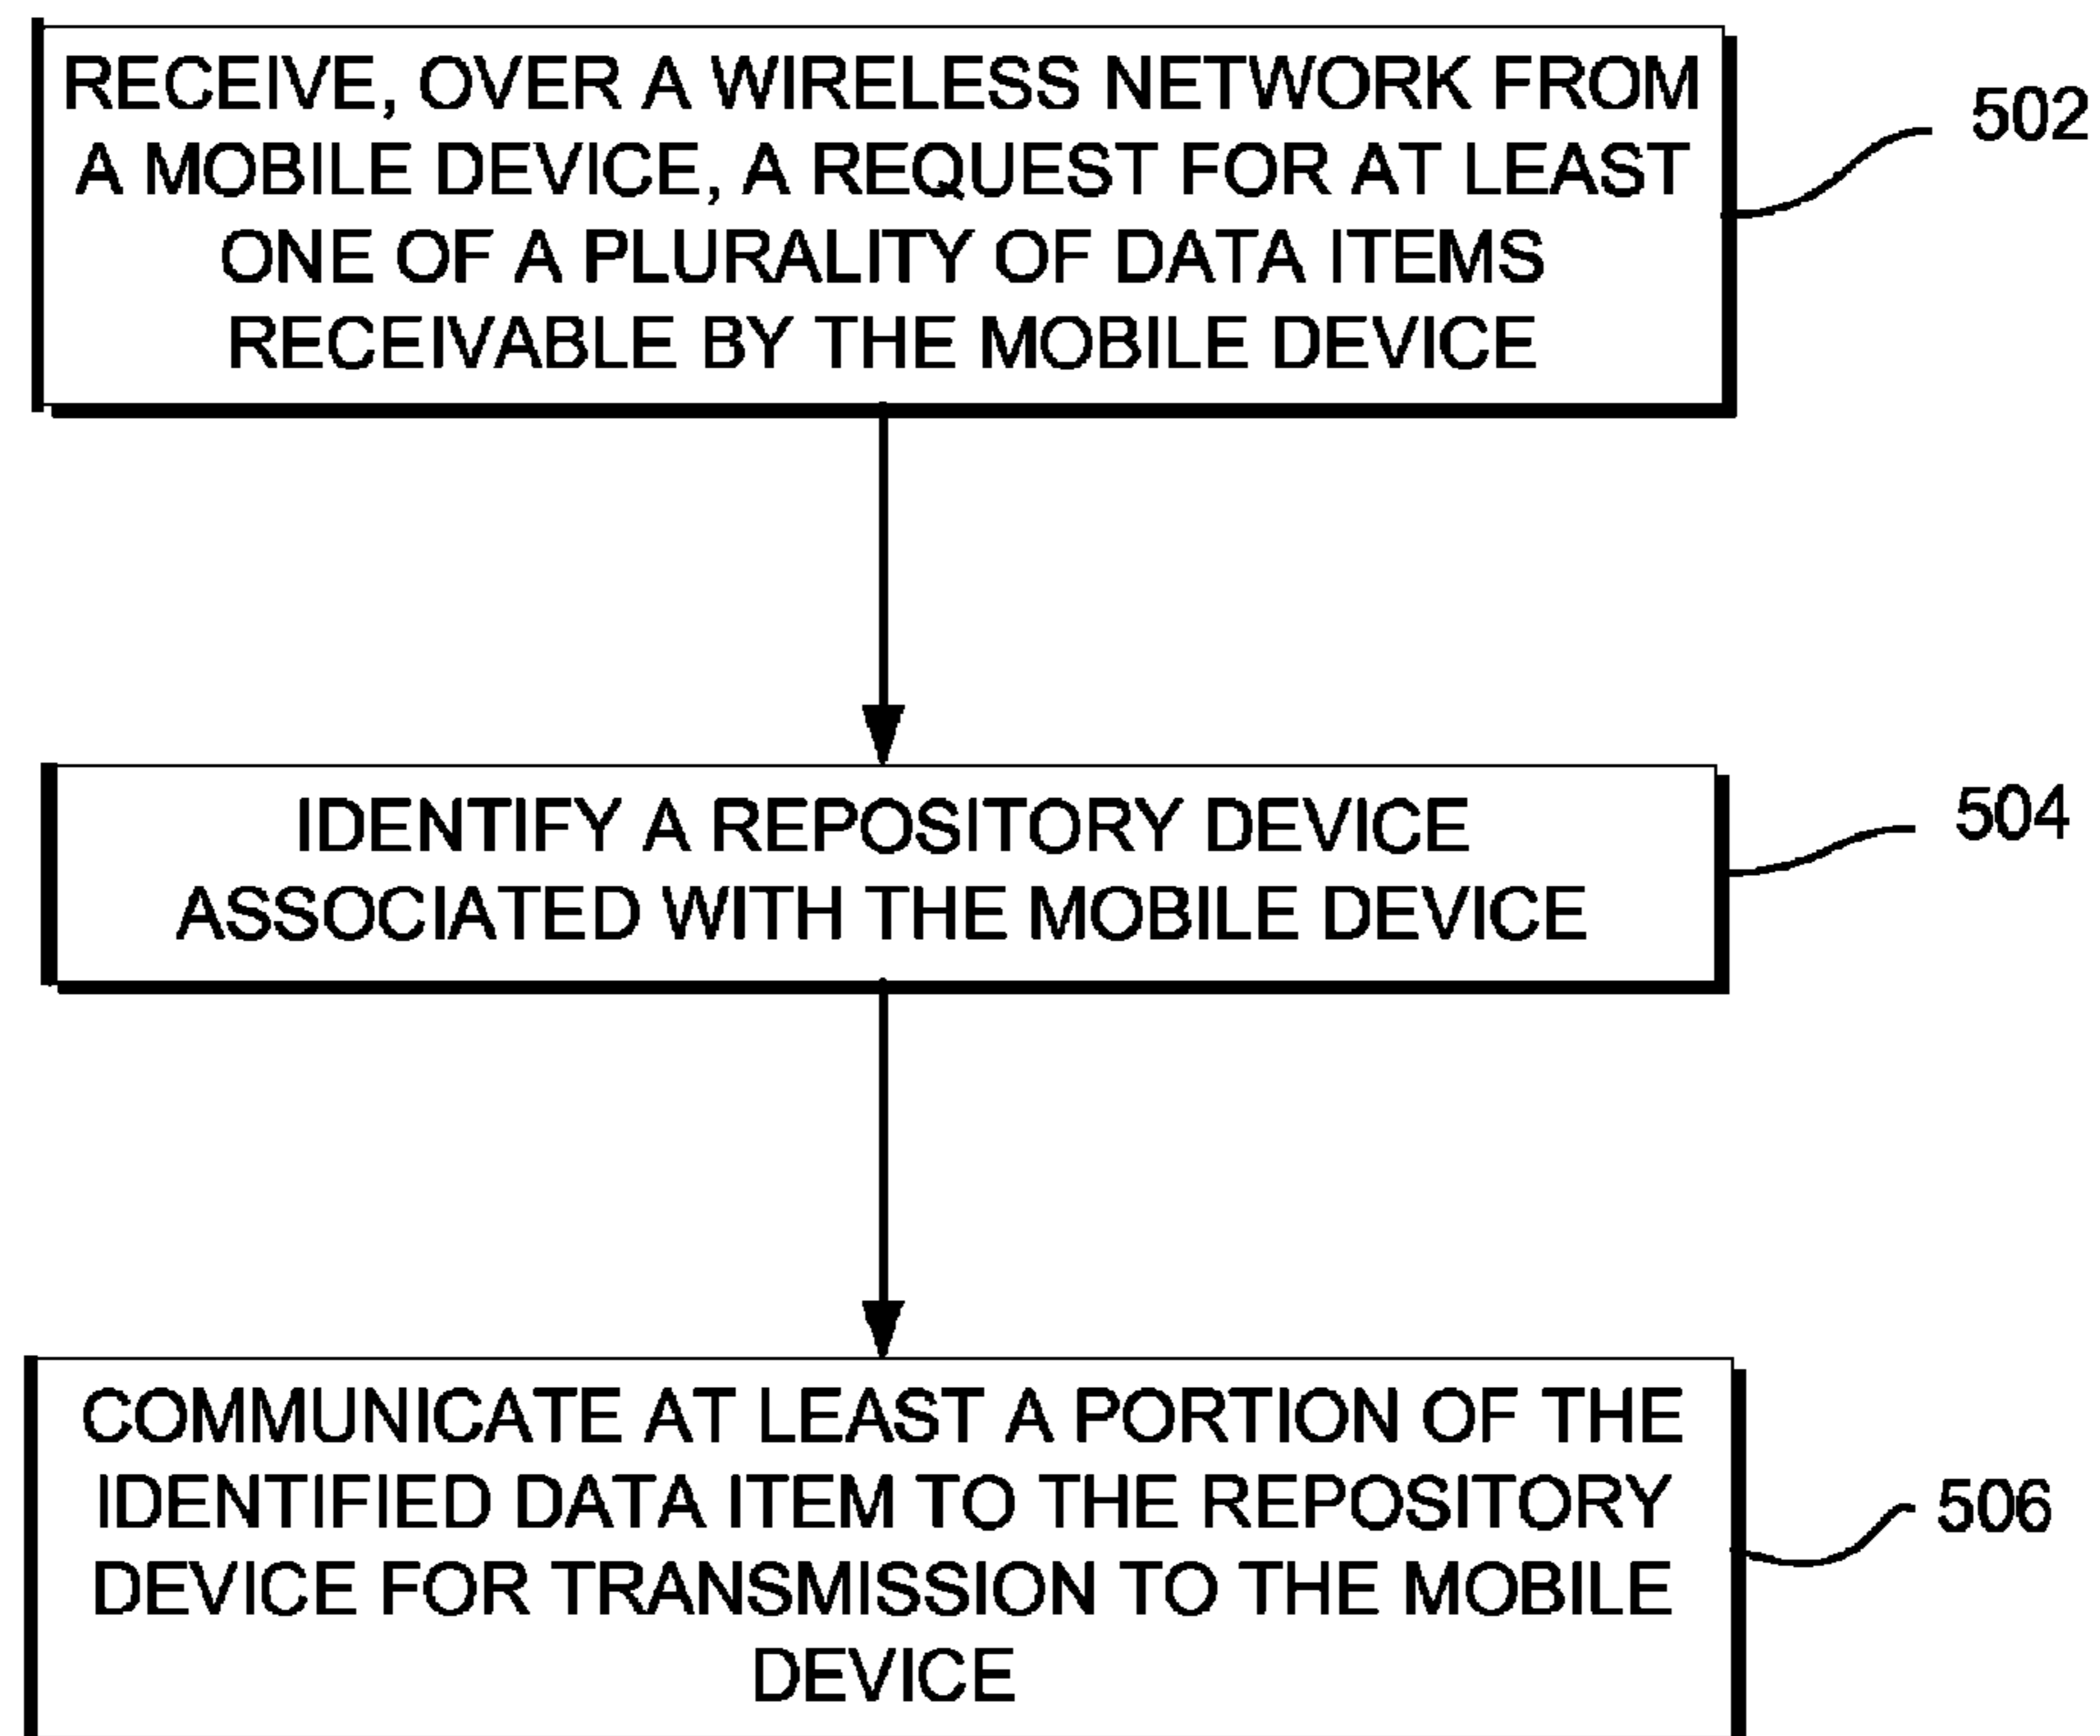 RECEIVE, OVER A WIRELESS NETWORK FROM
A MOBILE DEVICE, A REQUEST FOR AT LEAST
ONE OF A PLURALITY OF DATA ITEMS
RECEIVABLE BY THE MOBILE DEVICE
502
IDENTIFY A REPOSITORY DEVICE
ASSOCIATED WITH THE MOBILE DEVICE
504
COMMUNICATE AT LEAST A PORTION OF THE
IDENTIFIED DATA ITEM TO THE REPOSITORY
DEVICE FOR TRANSMISSION TO THE MOBILE
DEVICE
506